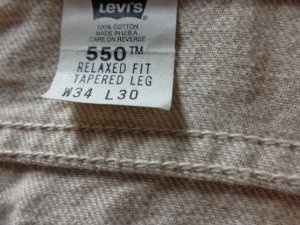 LEVI'S
100% COTTON
MADE IN U.S.A
CARE ON REVERSE
550™
RELAXED FIT
TAPERED LEG
W34 L30